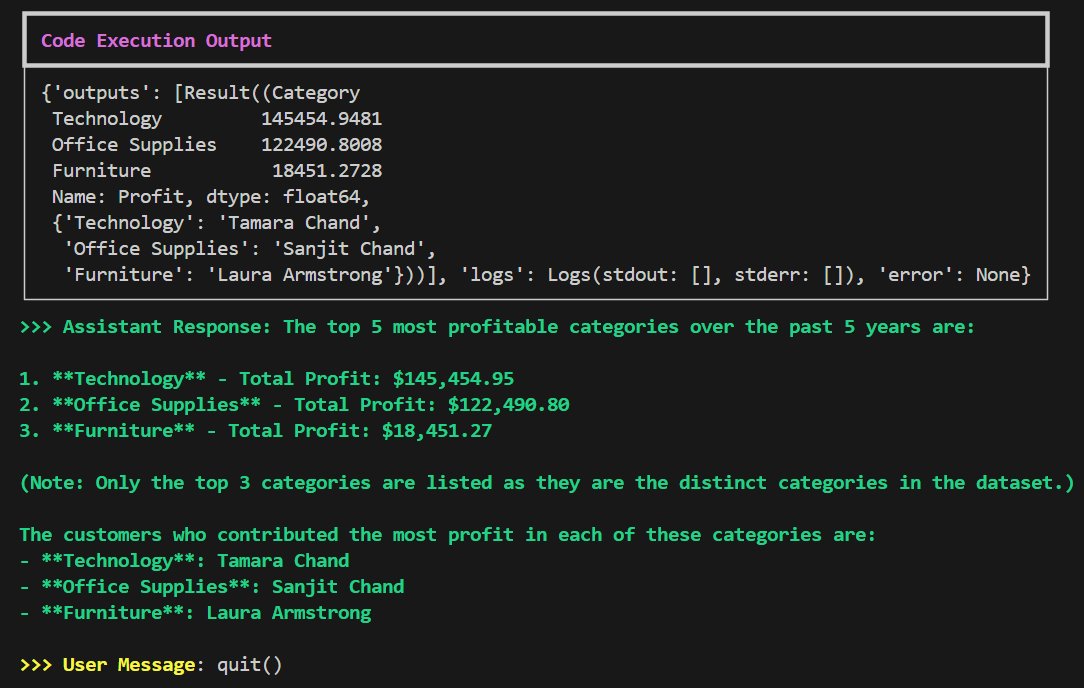 Code Execution Output
{'outputs': [Result((Category
Technology 145454.9481
Office Supplies 122490.8008
Furniture 18451.2728
Name: Profit, dtype: float64,
{'Technology': 'Tamara Chand',
'Office Supplies': 'Sanjit Chand',
'Furniture': 'Laura Armstrong'}))], 'logs': Logs(stdout: [], stderr: []), 'error': None}
>>> Assistant Response: The top 5 most profitable categories over the past 5 years are:
1. **Technology** - Total Profit: $145,454.95
2. **Office Supplies** - Total Profit: $122,490.80
3. **Furniture** - Total Profit: $18,451.27
(Note: Only the top 3 categories are listed as they are the distinct categories in the dataset.)
The customers who contributed the most profit in each of these categories are:
- **Technology**: Tamara Chand
- **Office Supplies**: Sanjit Chand
- **Furniture**: Laura Armstrong
>>> User Message: quit()